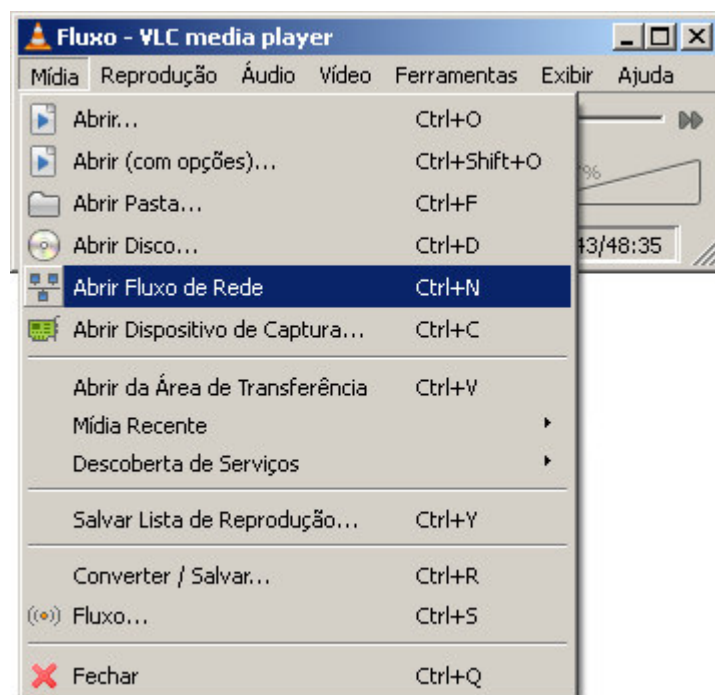 Fluxo - VLC media player
Mídia Reprodução Áudio Vídeo Ferramentas Exibir Ajuda
Abrir... Ctrl+O
Abrir (com opções)... Ctrl+Shift+O
%
Abrir Pasta... Ctrl+F
Abrir Disco... Ctrl+D
43/48:35
Abrir Fluxo de Rede Ctrl+N
Abrir Dispositivo de Captura... Ctrl+C
Abrir da Área de Transferência Ctrl+V
Mídia Recente
Descoberta de Serviços
Salvar Lista de Reprodução... Ctrl+Y
Converter / Salvar... Ctrl+R
Fluxo... Ctrl+S
Fechar Ctrl+Q